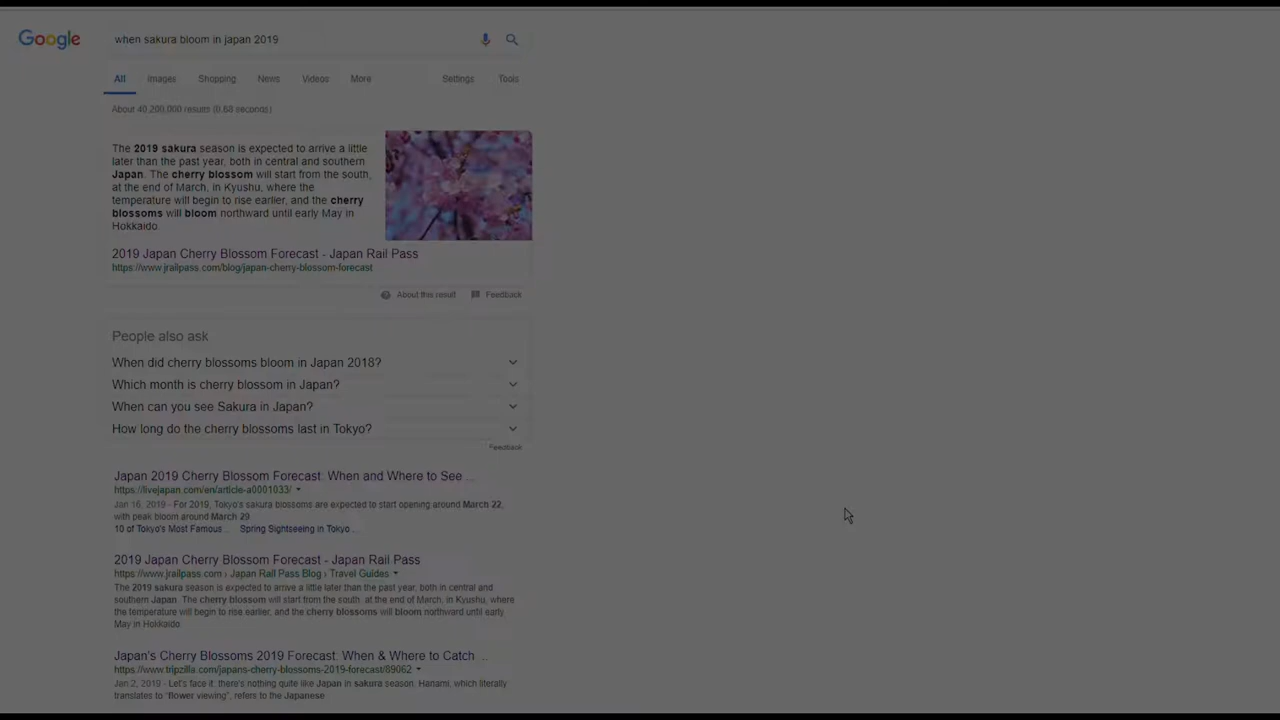 Google
when sakura bloom in japan 2019
All Images Shopping News Videos More Settings Tools
About 40,200,000 results (0.68 seconds)
The 2019 sakura season is expected to arrive a little
later than the past year, both in central and southern
Japan. The cherry blossom will start from the south,
at the end of March, in Kyushu, where the
temperature will begin to rise earlier, and the cherry
blossoms will bloom northward until early May in
Hokkaido.
2019 Japan Cherry Blossom Forecast - Japan Rail Pass
https://www.jrailpass.com/blog/japan-cherry-blossom-forecast
About this result Feedback
People also ask
When did cherry blossoms bloom in Japan 2018?
Which month is cherry blossom in Japan?
When can you see Sakura in Japan?
How long do the cherry blossoms last in Tokyo?
Feedback
Japan 2019 Cherry Blossom Forecast: When and Where to See ...
https://livejapan.com/en/article-a0001033/
Jan 16, 2019 - For 2019, Tokyo's sakura blossoms are expected to start opening around March 22,
with peak bloom around March 29
10 of Tokyo's Most Famous ... Spring Sightseeing in Tokyo ...
2019 Japan Cherry Blossom Forecast - Japan Rail Pass
https://www.jrailpass.com › Japan Rail Pass Blog › Travel Guides
The 2019 sakura season is expected to arrive a little later than the past year, both in central and
southern Japan. The cherry blossom will start from the south, at the end of March, in Kyushu, where
the temperature will begin to rise earlier, and the cherry blossoms will bloom northward until early
May in Hokkaido
Japan's Cherry Blossoms 2019 Forecast: When & Where to Catch ...
https://www.tripzilla.com/japans-cherry-blossoms-2019-forecast/89062
Jan 2, 2019 - Let's face it: there's nothing quite like Japan in sakura season. Hanami, which literally
translates to "flower viewing", refers to the Japanese